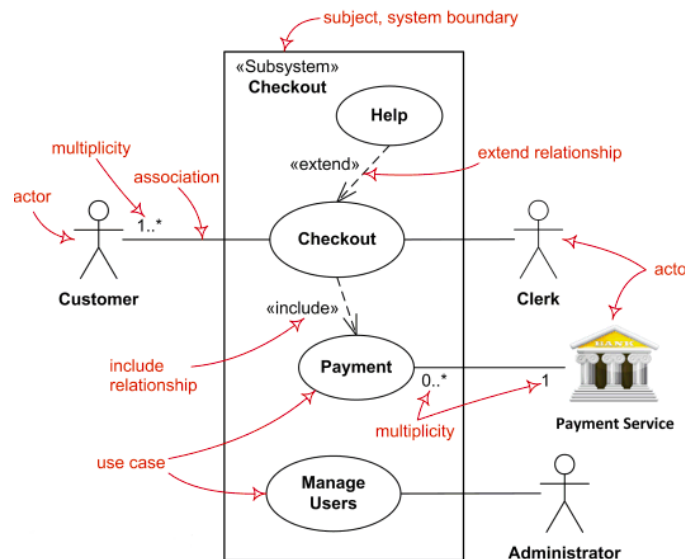 subject, system boundary
«Subsystem»
Checkout
Help
multiplicity
«extend»
extend relationship
association
actor
1..*
Checkout
Customer
Clerk
acto
«include»
BANK
include
relationship
Payment
0..*
1
multiplicity
Payment Service
use case
Manage
Users
Administrator